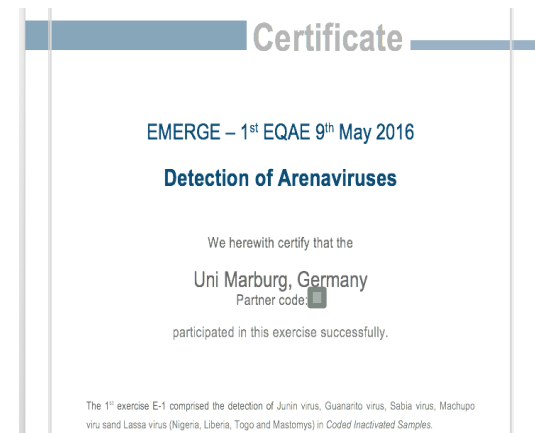 Certificate
EMERGE – 1st EQAE 9th May 2016
Detection of Arenaviruses
We herewith certify that the
Uni Marburg, Germany
Partner code:
participated in this exercise successfully.
The 1st exercise E-1 comprised the detection of Junin virus, Guanarito virus, Sabia virus, Machupo
viru sand Lassa virus (Nigeria, Liberia, Togo and Mastomys) in Coded Inactivated Samples.